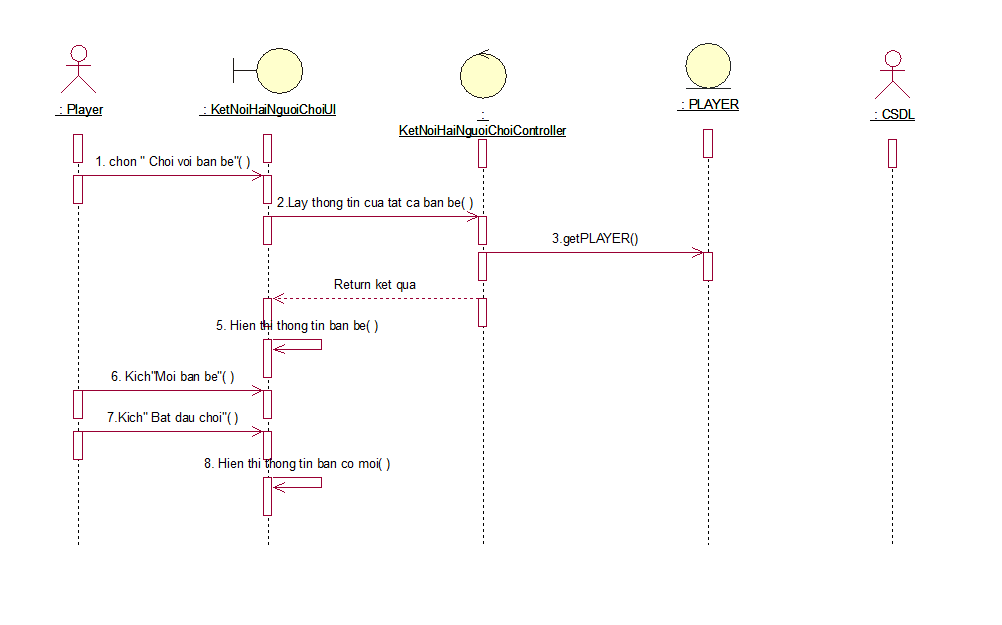 : Player
: KetNoiHaiNguoiChoiUI
:
KetNoiHaiNguoiChoiController
: PLAYER
: CSDL
1. chon " Choi voi ban be"( )
2.Lay thong tin cua tat ca ban be( )
3.getPLAYER()
Return ket qua
5. Hien thi thong tin ban be( )
6. Kich"Moi ban be"( )
7.Kich" Bat dau choi"( )
8. Hien thi thong tin ban co moi( )